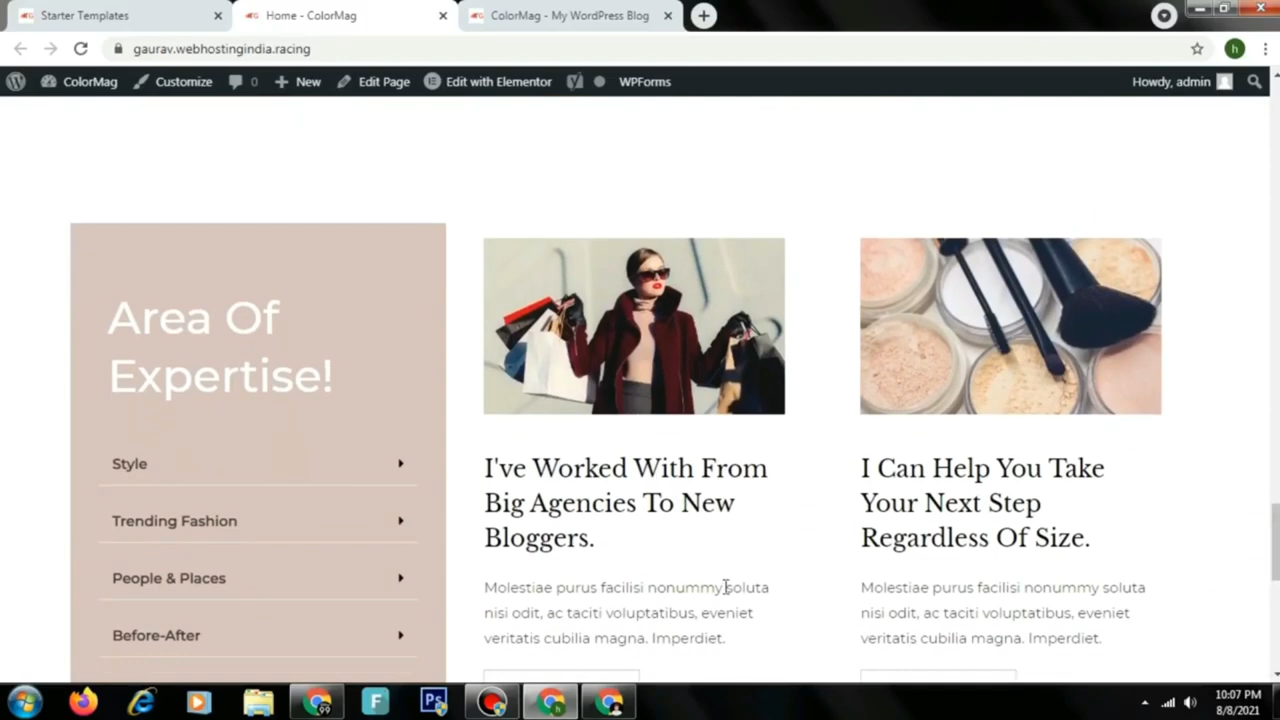 Starter Templates
Home - ColorMag
ColorMag - My WordPress Blog
gaurav.webhostingindia.racing
h
ColorMag
Customize
0
New
Edit Page
Edit with Elementor
WPForms
Howdy, admin
Area Of
Expertise!
Style
Trending Fashion
People & Places
Before-After
I've Worked With From
Big Agencies To New
Bloggers.
Molestiae purus facilisi nonummy soluta
nisi odit, ac taciti voluptatibus, eveniet
veritatis cubilia magna. Imperdiet.
I Can Help You Take
Your Next Step
Regardless Of Size.
Molestiae purus facilisi nonummy soluta
nisi odit, ac taciti voluptatibus, eveniet
veritatis cubilia magna. Imperdiet.
99
F
Ps
h
10:07 PM
8/8/2021